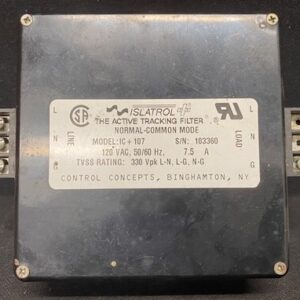 ISLATROL
THE ACTIVE TRACKING FILTER
NORMAL-COMMON MODE
MODEL: IC + 107 S/N: 103360
120 VAC, 50/60 Hz, 7.5 A
TVSS RATING: 330 Vpk L-N, L-G, N-G
CONTROL CONCEPTS, BINGHAMTON, NY
L
N
G
LINE
LOAD
L
N
G